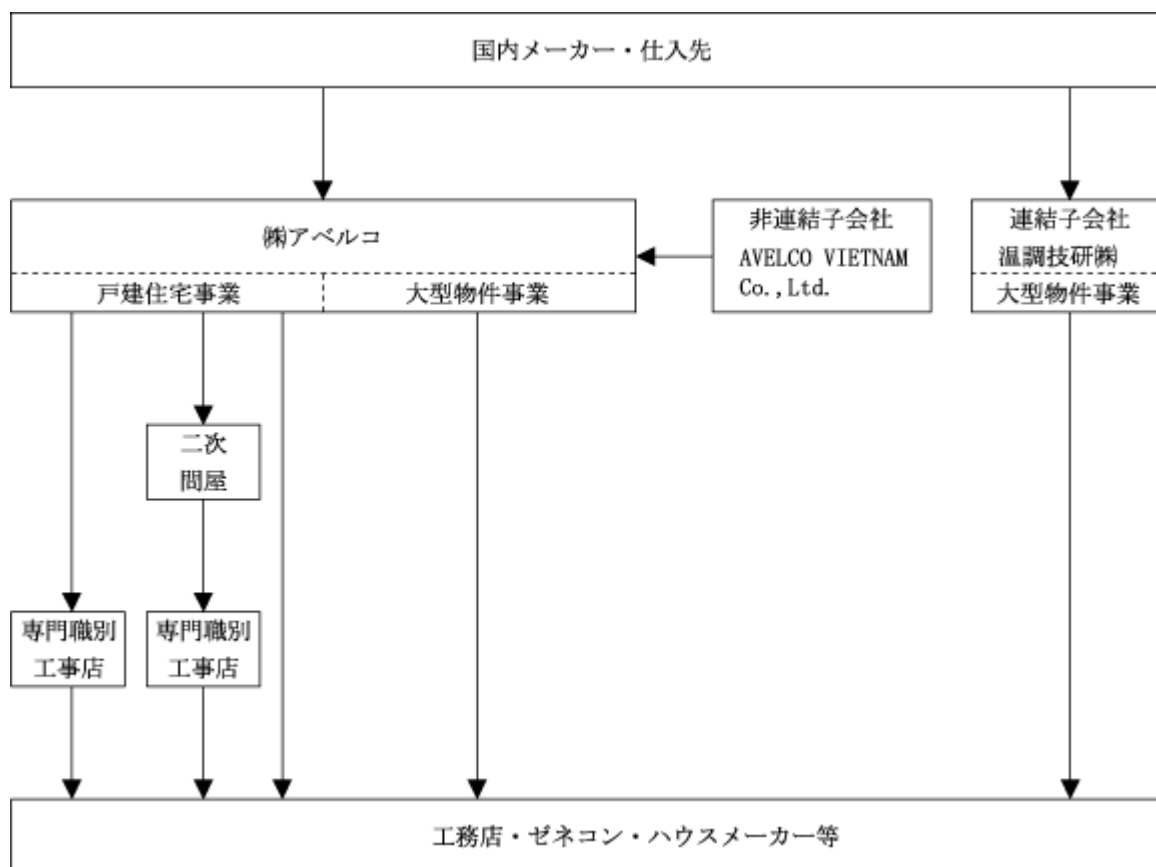 国内メーカー・仕入先
㈱アベルコ
戸建住宅事業
大型物件事業
非連結子会社
AVELCO VIETNAM
Co.,Ltd.
連結子会社
温調技研㈱
大型物件事業
二次
問屋
専門職別
工事店
専門職別
工事店
工務店・ゼネコン・ハウスメーカー等